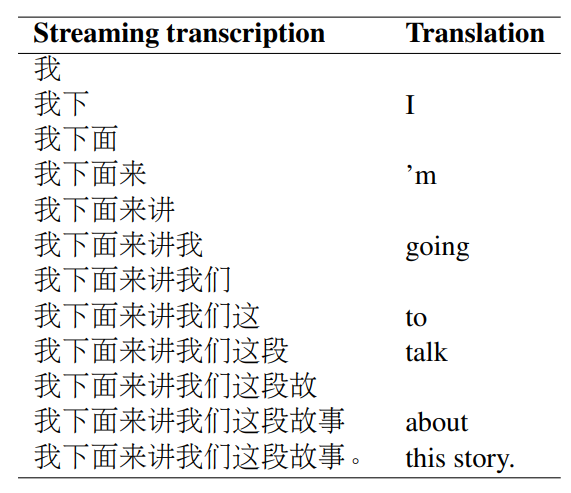 Streaming transcription Translation
我
我下 I
我下面
我下面来 ’m
我下面来讲
我下面来讲我 going
我下面来讲我们
我下面来讲我们这 to
我下面来讲我们这段 talk
我下面来讲我们这段故
我下面来讲我们这段故事 about
我下面来讲我们这段故事。 this story.